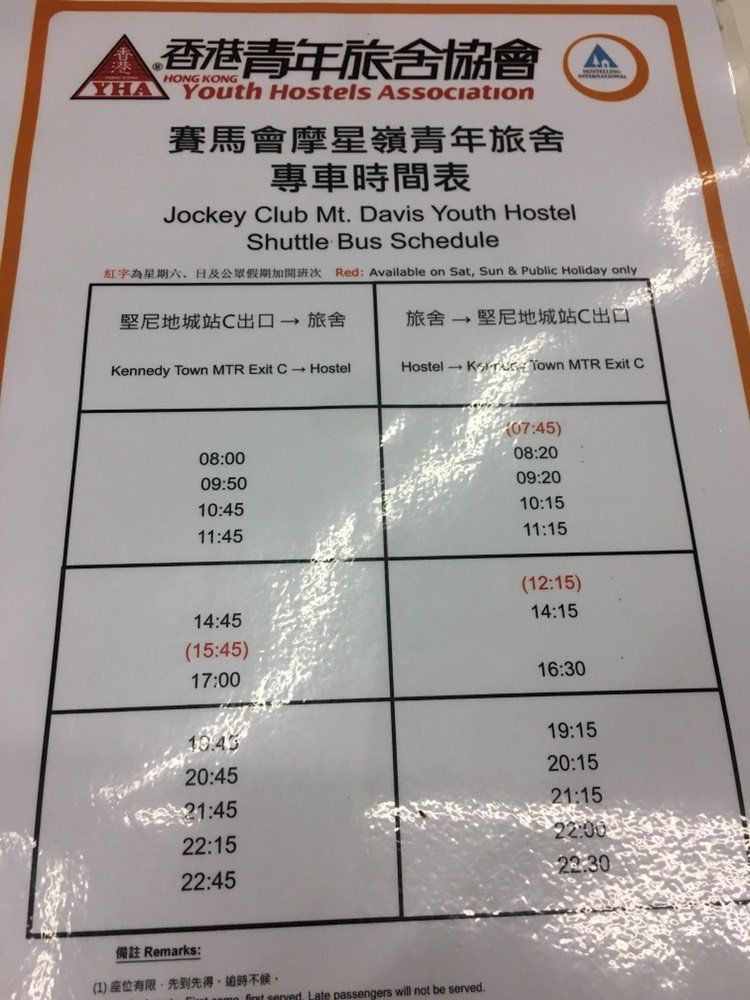 香港
HONG KONG
YHA
®
香港青年旅舍協會
HONG KONG
Youth Hostels Association
HOSTELLING
INTERNATIONAL
賽馬會摩星嶺青年旅舍
專車時間表
Jockey Club Mt. Davis Youth Hostel
Shuttle Bus Schedule
紅字為星期六、日及公眾假期加開班次 Red: Available on Sat, Sun & Public Holiday only
堅尼地城站C出口 → 旅舍
Kennedy Town MTR Exit C → Hostel
旅舍 → 堅尼地城站C出口
Hostel → Kennedy Town MTR Exit C
08:00
09:50
10:45
11:45
(07:45)
08:20
09:20
10:15
11:15
14:45
(15:45)
17:00
(12:15)
14:15
16:30
19:45
20:45
21:45
22:15
22:45
19:15
20:15
21:15
22:00
22:30
備註 Remarks:
(1) 座位有限，先到先得，逾時不候。
First come, first served. Late passengers will not be served.